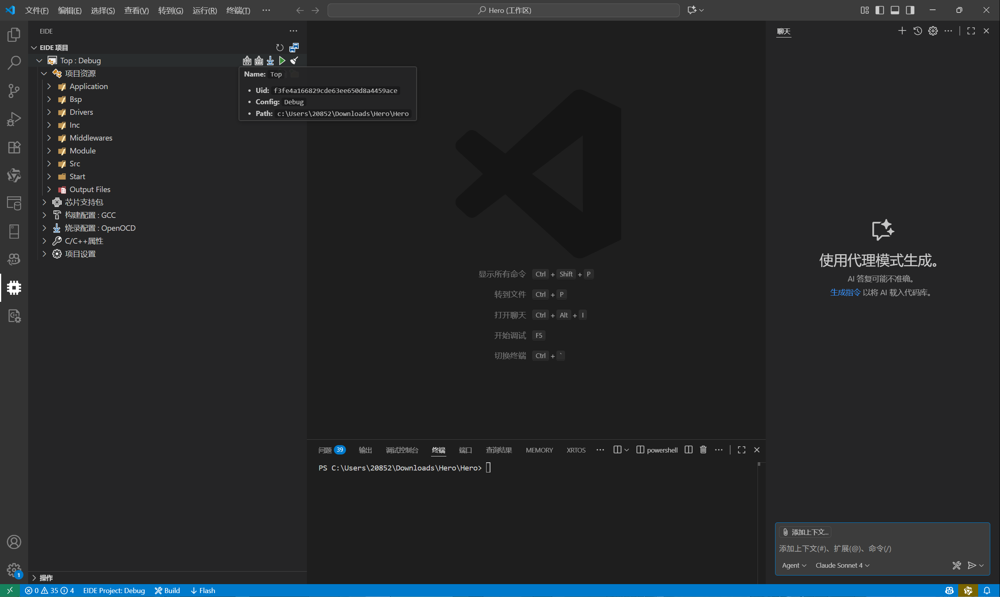 文件(F) 编辑(E) 选择(S) 查看(V) 转到(G) 运行(R) 终端(T) ···
Hero (工作区)
EIDE
EIDE 项目
Top : Debug
项目资源
Application
Bsp
Drivers
Inc
Middlewares
Module
Src
Start
Output Files
芯片支持包
构建配置 : GCC
烧录配置 : OpenOCD
C/C++属性
项目设置
操作
Name: Top
• Uid: f3fe4a166829cde63ee650d8a4459ace
• Config: Debug
• Path: c:\Users\20852\Downloads\Hero\Hero
显示所有命令 Ctrl + Shift + P
转到文件 Ctrl + P
打开聊天 Ctrl + Alt + I
开始调试 F5
切换终端 Ctrl + `
问题 39 输出 调试控制台 终端 端口 查询结果 MEMORY XRTOS ··· powershell
PS C:\Users\20852\Downloads\Hero\Hero>
聊天
使用代理模式生成。
AI 答复可能不准确。
生成指令 以将 AI 载入代码库。
添加上下文...
添加上下文(#)、扩展(@)、命令(/)
Agent Claude Sonnet 4
1
0 35 4 EIDE Project: Debug Build Flash